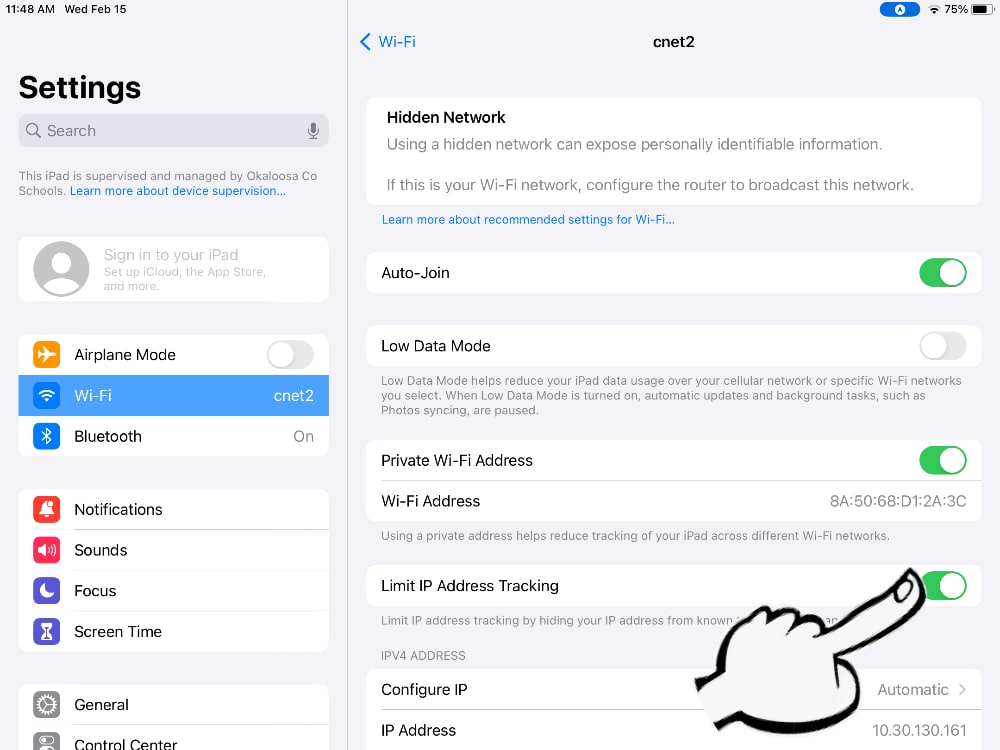 11:48 AM Wed Feb 15
75%
Settings
Search
This iPad is supervised and managed by Okaloosa Co
Schools. Learn more about device supervision...
Sign in to your iPad
Set up iCloud, the App Store,
and more.
Airplane Mode
Wi-Fi cnet2
Bluetooth On
Notifications
Sounds
Focus
Screen Time
General
Control Center
Wi-Fi
cnet2
Hidden Network
Using a hidden network can expose personally identifiable information.
If this is your Wi-Fi network, configure the router to broadcast this network.
Learn more about recommended settings for Wi-Fi...
Auto-Join
Low Data Mode
Low Data Mode helps reduce your iPad data usage over your cellular network or specific Wi-Fi networks
you select. When Low Data Mode is turned on, automatic updates and background tasks, such as
Photos syncing, are paused.
Private Wi-Fi Address
Wi-Fi Address 8A:50:68:D1:2A:3C
Using a private address helps reduce tracking of your iPad across different Wi-Fi networks.
Limit IP Address Tracking
Limit IP address tracking by hiding your IP address from known
IPV4 ADDRESS
Configure IP Automatic
IP Address 10.30.130.161